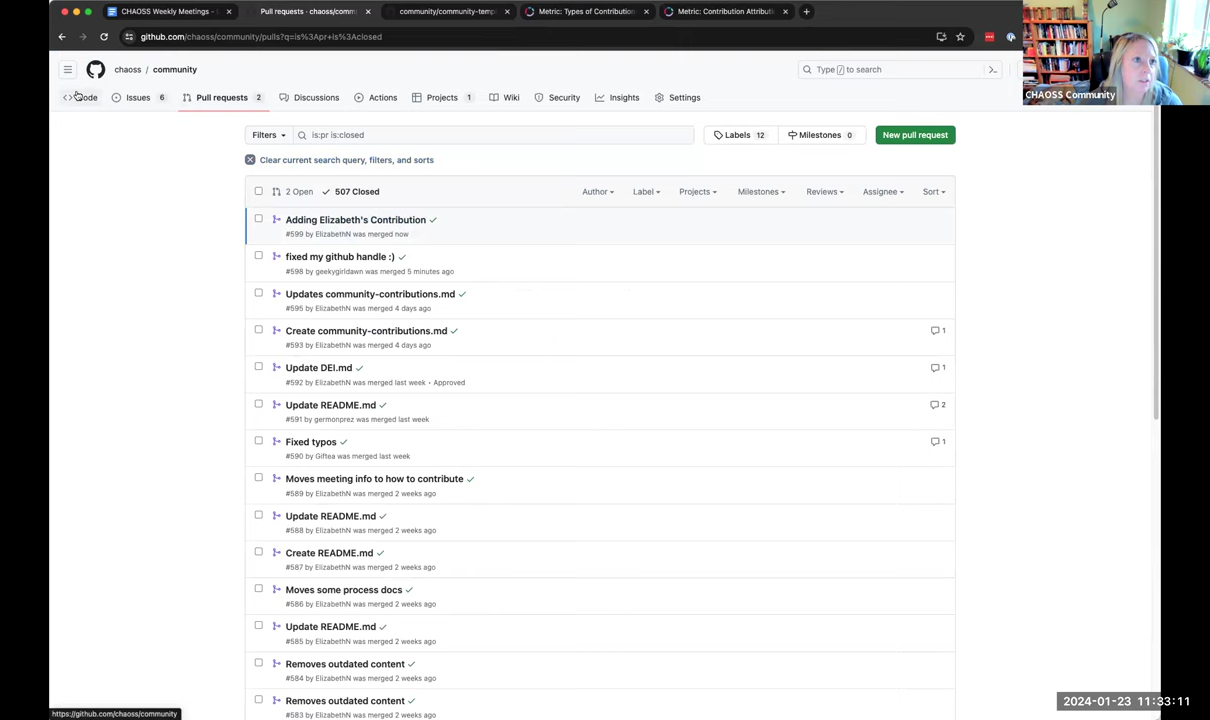 CHAOSS Weekly Meetings -
Pull requests · chaoss/comm
community/community-temp
Metric: Types of Contribution
Metric: Contribution Attribut
github.com/chaoss/community/pulls?q=is%3Apr+is%3Aclosed
chaoss / community
Type / to search
Code
Issues 6
Pull requests 2
Discussions
Actions
Projects 1
Wiki
Security
Insights
Settings
CHAOSS Community
Filters
is:pr is:closed
Labels 12
Milestones 0
New pull request
Clear current search query, filters, and sorts
2 Open 507 Closed
Author Label Projects Milestones Reviews Assignee Sort
Adding Elizabeth's Contribution
#599 by ElizabethN was merged now
fixed my github handle :)
#598 by geekygirldawn was merged 5 minutes ago
Updates community-contributions.md
#595 by ElizabethN was merged 4 days ago
Create community-contributions.md
1
#593 by ElizabethN was merged 4 days ago
Update DEI.md
1
#592 by ElizabethN was merged last week • Approved
Update README.md
2
#591 by germonprez was merged last week
Fixed typos
1
#590 by Giftea was merged last week
Moves meeting info to how to contribute
#589 by ElizabethN was merged 2 weeks ago
Update README.md
#588 by ElizabethN was merged 2 weeks ago
Create README.md
#587 by ElizabethN was merged 2 weeks ago
Moves some process docs
#586 by ElizabethN was merged 2 weeks ago
Update README.md
#585 by ElizabethN was merged 2 weeks ago
Removes outdated content
#584 by ElizabethN was merged 2 weeks ago
Removes outdated content
#583 by ElizabethN was merged 2 weeks ago
https://github.com/chaoss/community
2024-01-23 11:33:11